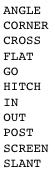 ANGLE
CORNER
CROSS
FLAT
GO
HITCH
IN
OUT
POST
SCREEN
SLANT